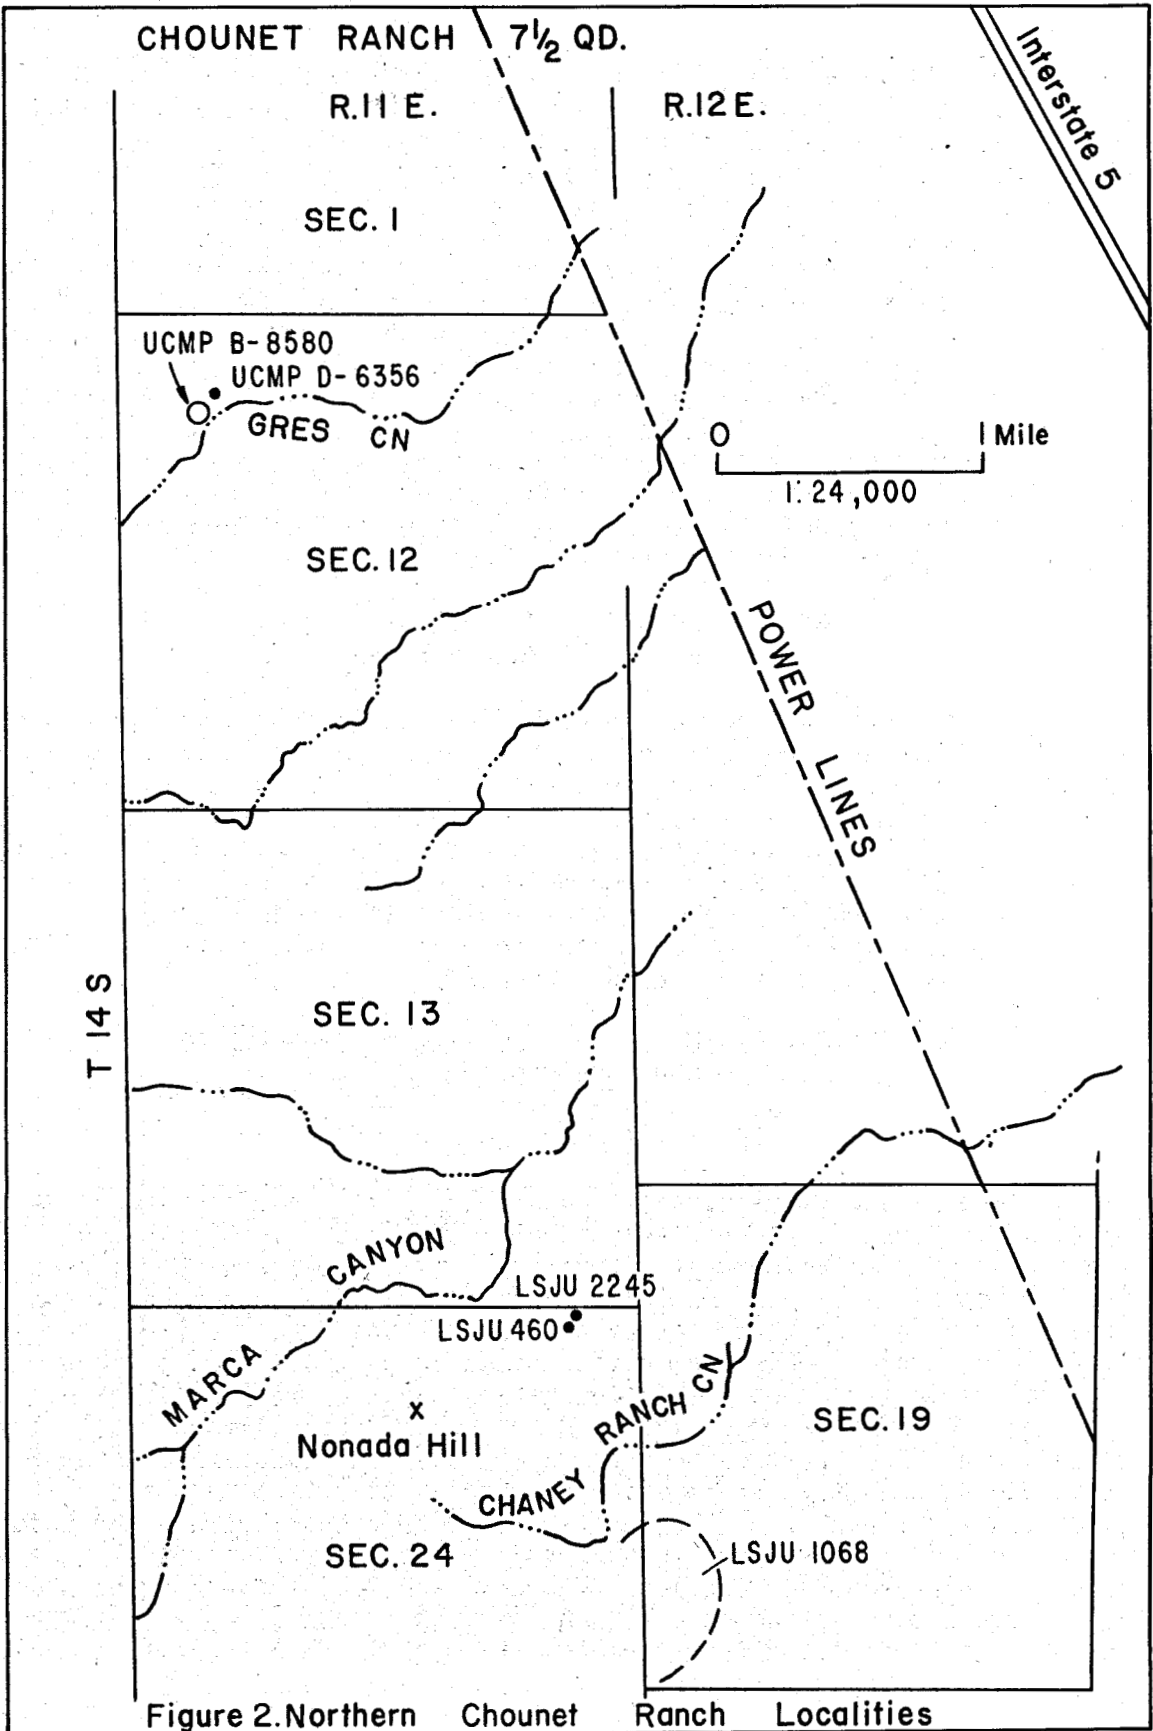 CHOUNET RANCH 7½ QD.
Interstate 5
R.11 E.
R.12 E.
SEC. 1
UCMP B-8580
UCMP D-6356
GRES CN
0 1 Mile
1:24,000
SEC. 12
POWER LINES
T 14 S
SEC. 13
CANYON
LSJU 2245
LSJU 460
MARCA
RANCH CN
x
Nonada Hill
SEC. 19
CHANEY
SEC. 24
LSJU 1068
Figure 2. Northern Chounet Ranch Localities